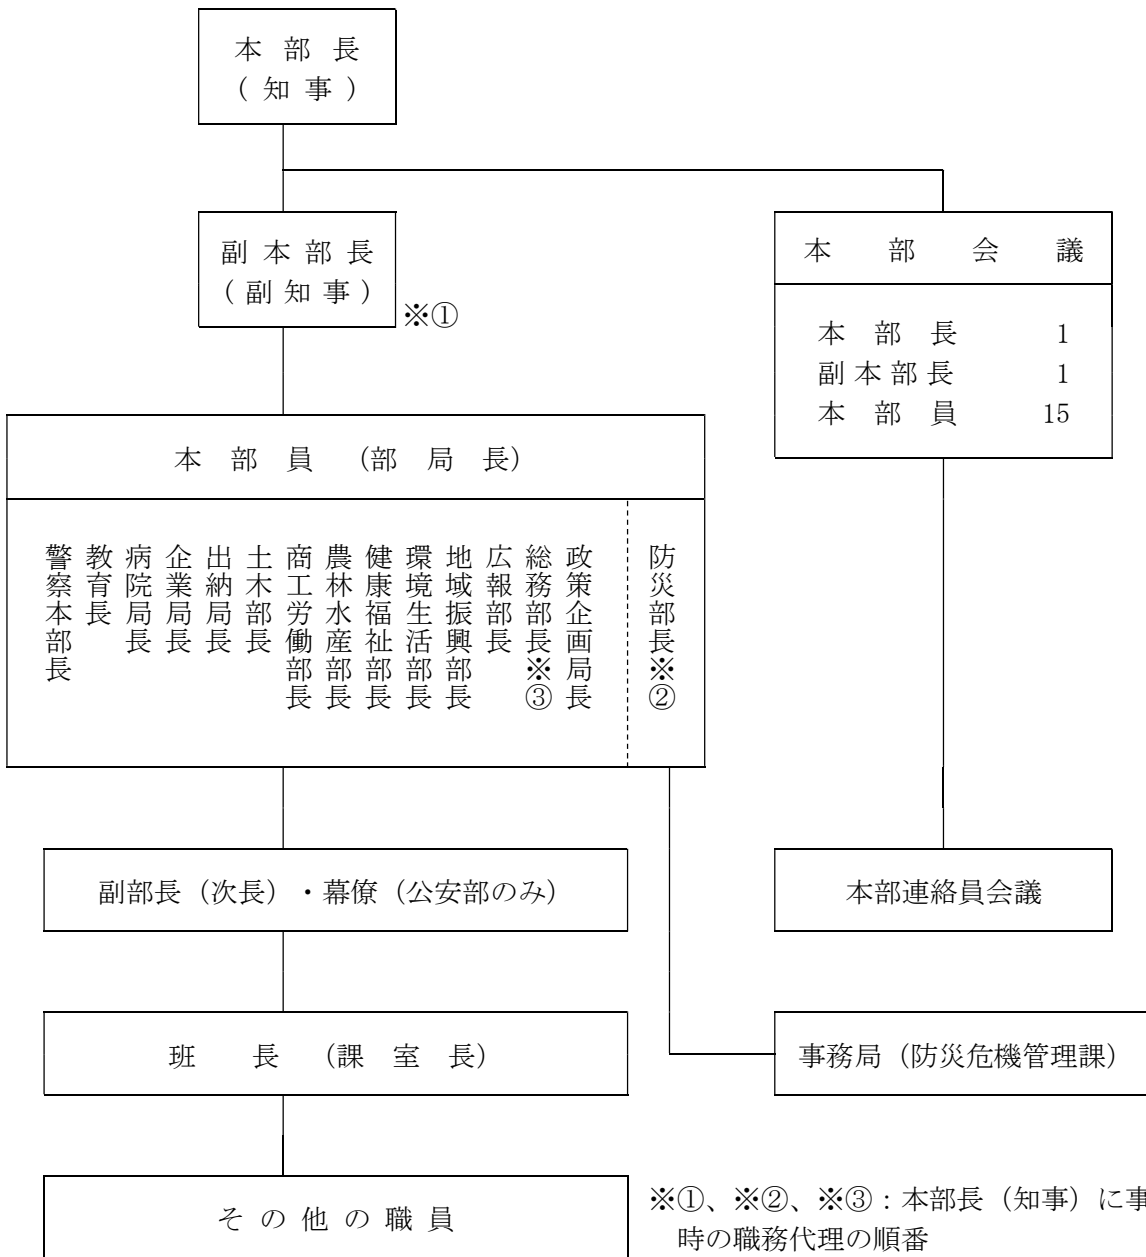 本部長
(知事)
副本部長
(副知事)
※①
本部会議
本部長 1
副本部長 1
本部員 15
本部員 (部局長)
防災部長※②
政策企画局長
総務部長※③
広報部長
地域振興部長
環境生活部長
健康福祉部長
農林水産部長
商工労働部長
土木部長
出納局長
企業局長
病院局長
教育長
警察本部長
副部長(次長)・幕僚(公安部のみ)
本部連絡員会議
班長 (課室長)
事務局(防災危機管理課)
その他の職員
※①、※②、※③:本部長(知事)に事
時の職務代理の順番